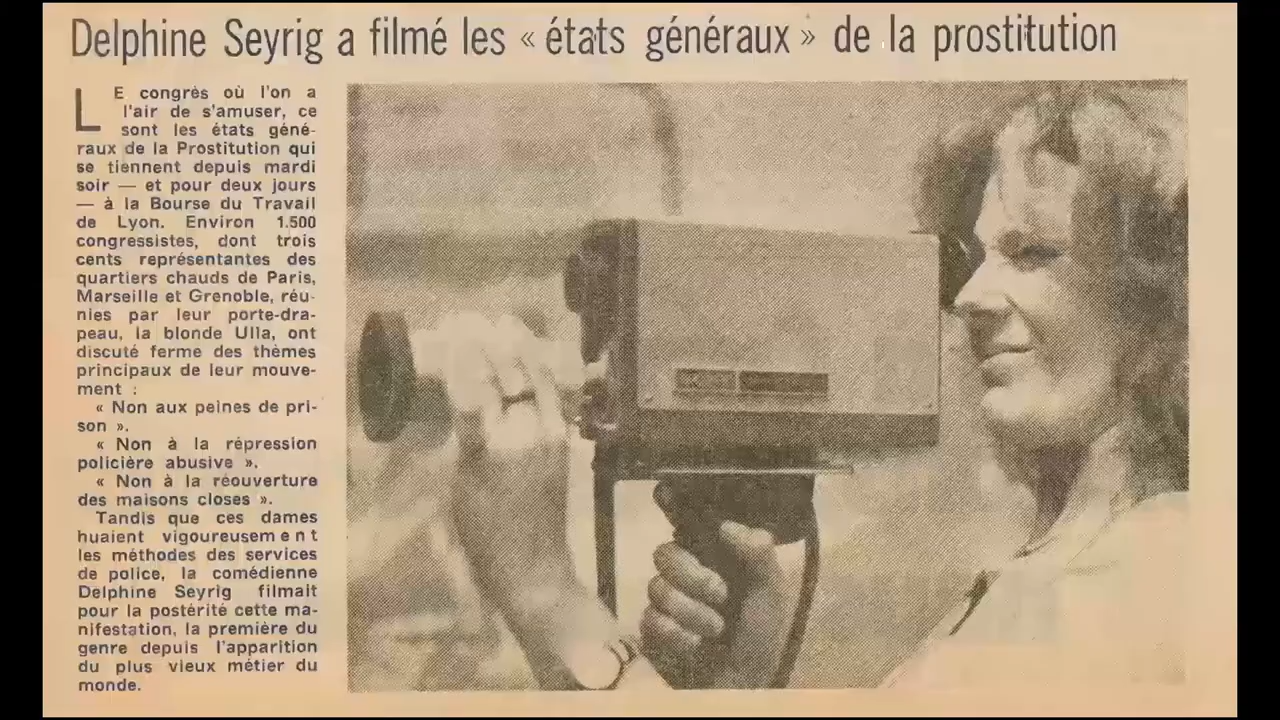 Delphine Seyrig a filmé les « états généraux » de la prostitution
LE congrès où l'on a
l'air de s'amuser, ce
sont les états géné-
raux de la Prostitution qui
se tiennent depuis mardi
soir — et pour deux jours
— à la Bourse du Travail
de Lyon. Environ 1.500
congressistes, dont trois
cents représentantes des
quartiers chauds de Paris,
Marseille et Grenoble, réu-
nies par leur porte-dra-
peau, la blonde Ulla, ont
discuté ferme des thèmes
principaux de leur mouve-
ment :
« Non aux peines de pri-
son ».
« Non à la répression
policière abusive ».
« Non à la réouverture
des maisons closes ».
Tandis que ces dames
huaient vigoureusement
les méthodes des services
de police, la comédienne
Delphine Seyrig filmait
pour la postérité cette ma-
nifestation, la première du
genre depuis l'apparition
du plus vieux métier du
monde.